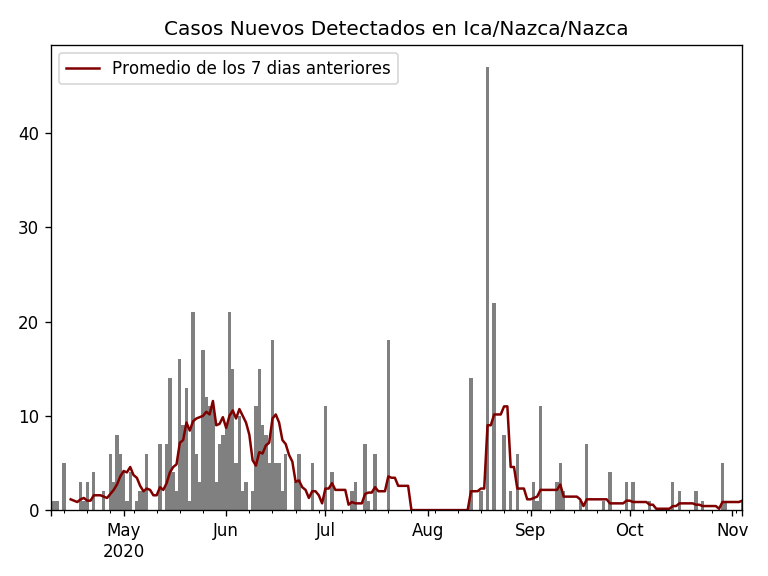 Casos Nuevos Detectados en Ica/Nazca/Nazca
Promedio de los 7 dias anteriores
40
30
20
10
0
May Jun Jul Aug Sep Oct Nov
2020